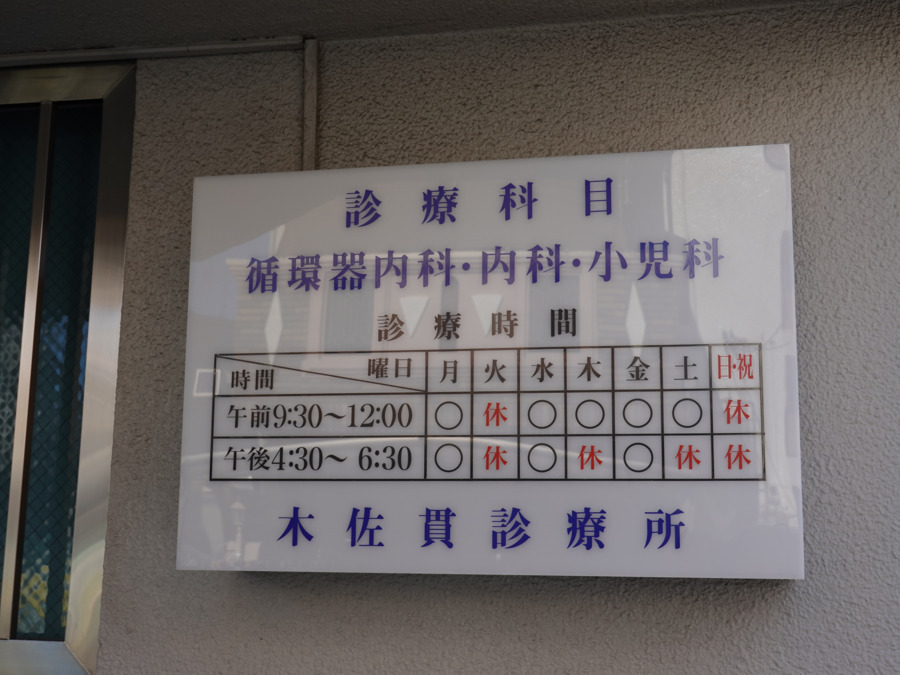 診療科目
循環器内科・内科・小児科
診療時間
時間 曜日 月 火 水 木 金 土 日・祝
午前9:30〜12:00 ○ 休 ○ ○ ○ ○ 休
午後4:30〜 6:30 ○ 休 ○ 休 ○ 休 休
木佐貫診療所